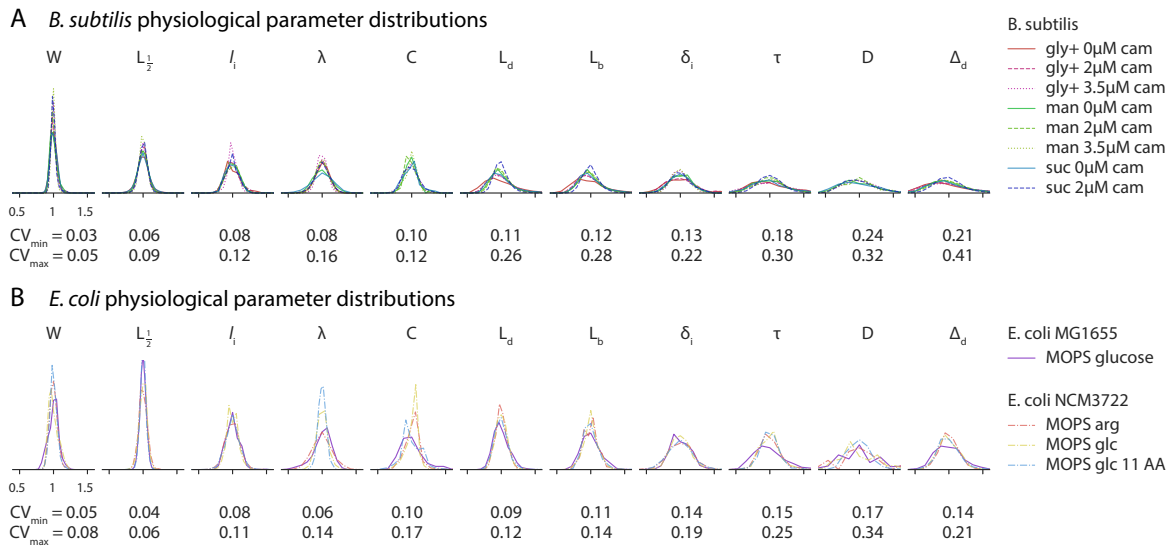 A B. subtilis physiological parameter distributions
W L½ lᵢ λ C L_d L_b δᵢ τ D Δ_d
0.5 1 1.5
CV_min = 0.03 0.06 0.08 0.08 0.10 0.11 0.12 0.13 0.18 0.24 0.21
CV_max = 0.05 0.09 0.12 0.16 0.12 0.26 0.28 0.22 0.30 0.32 0.41
B. subtilis
gly+ 0µM cam
gly+ 2µM cam
gly+ 3.5µM cam
man 0µM cam
man 2µM cam
man 3.5µM cam
suc 0µM cam
suc 2µM cam
B E. coli physiological parameter distributions
W L½ lᵢ λ C L_d L_b δᵢ τ D Δ_d
0.5 1 1.5
CV_min = 0.05 0.04 0.08 0.06 0.10 0.09 0.11 0.14 0.15 0.17 0.14
CV_max = 0.08 0.06 0.11 0.14 0.17 0.12 0.14 0.19 0.25 0.34 0.21
E. coli MG1655
MOPS glucose
E. coli NCM3722
MOPS arg
MOPS glc
MOPS glc 11 AA